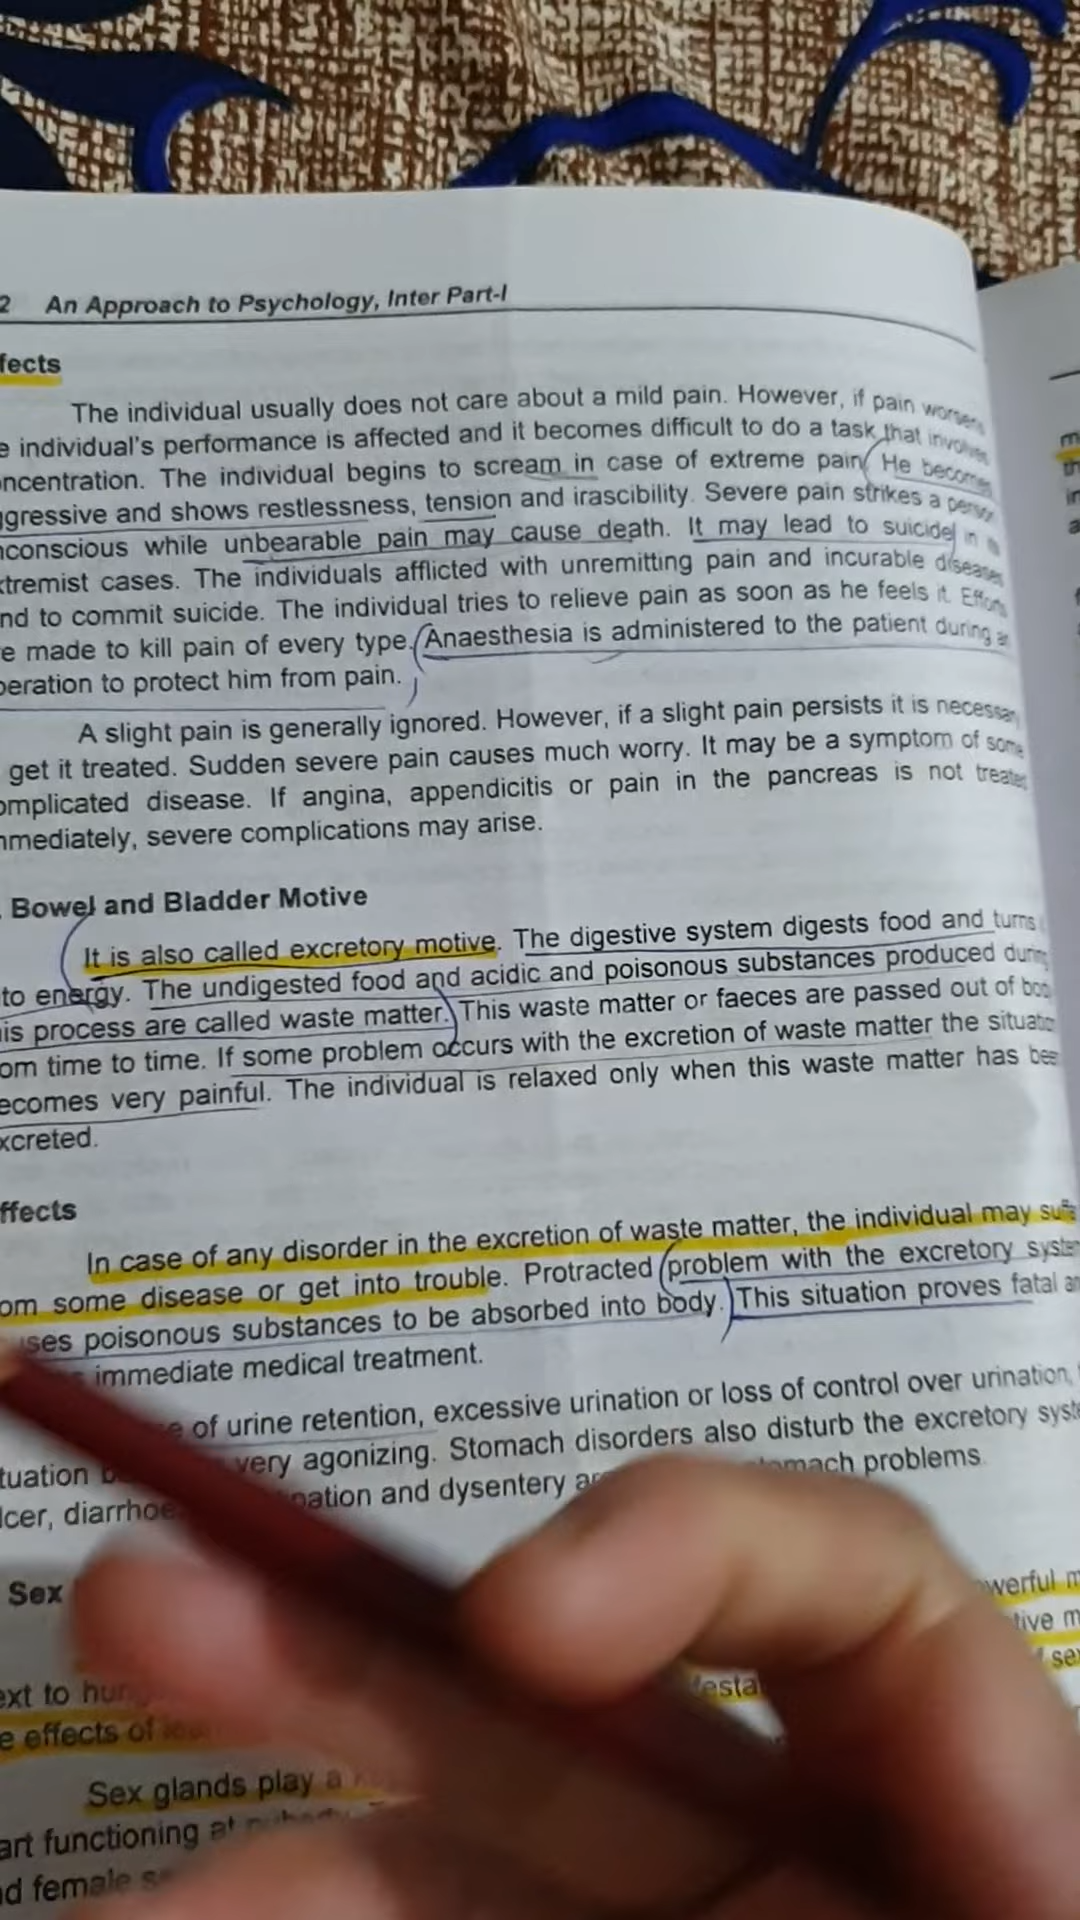 2 An Approach to Psychology, Inter Part-I
fects
The individual usually does not care about a mild pain. However, if pain worsens
e individual's performance is affected and it becomes difficult to do a task that involves
ncentration. The individual begins to scream in case of extreme pain. He becomes
ggressive and shows restlessness, tension and irascibility. Severe pain strikes a person
nconscious while unbearable pain may cause death. It may lead to suicide in
xtremist cases. The individuals afflicted with unremitting pain and incurable diseases
nd to commit suicide. The individual tries to relieve pain as soon as he feels it. Efforts
e made to kill pain of every type. Anaesthesia is administered to the patient during an
peration to protect him from pain.
A slight pain is generally ignored. However, if a slight pain persists it is necessary
get it treated. Sudden severe pain causes much worry. It may be a symptom of some
omplicated disease. If angina, appendicitis or pain in the pancreas is not treated
mmediately, severe complications may arise.
. Bowel and Bladder Motive
It is also called excretory motive. The digestive system digests food and turns
to energy. The undigested food and acidic and poisonous substances produced during
is process are called waste matter. This waste matter or faeces are passed out of bod
om time to time. If some problem occurs with the excretion of waste matter the situatio
ecomes very painful. The individual is relaxed only when this waste matter has bee
xcreted.
ffects
In case of any disorder in the excretion of waste matter, the individual may suffe
om some disease or get into trouble. Protracted problem with the excretory system
uses poisonous substances to be absorbed into body. This situation proves fatal an
immediate medical treatment.
e of urine retention, excessive urination or loss of control over urination,
tuation very agonizing. Stomach disorders also disturb the excretory syste
lcer, diarrhoe pation and dysentery ar omach problems.
Sex
werful m
tive m
f sex
ext to hung esta
e effects of
Sex glands play a
art functioning at
d female se